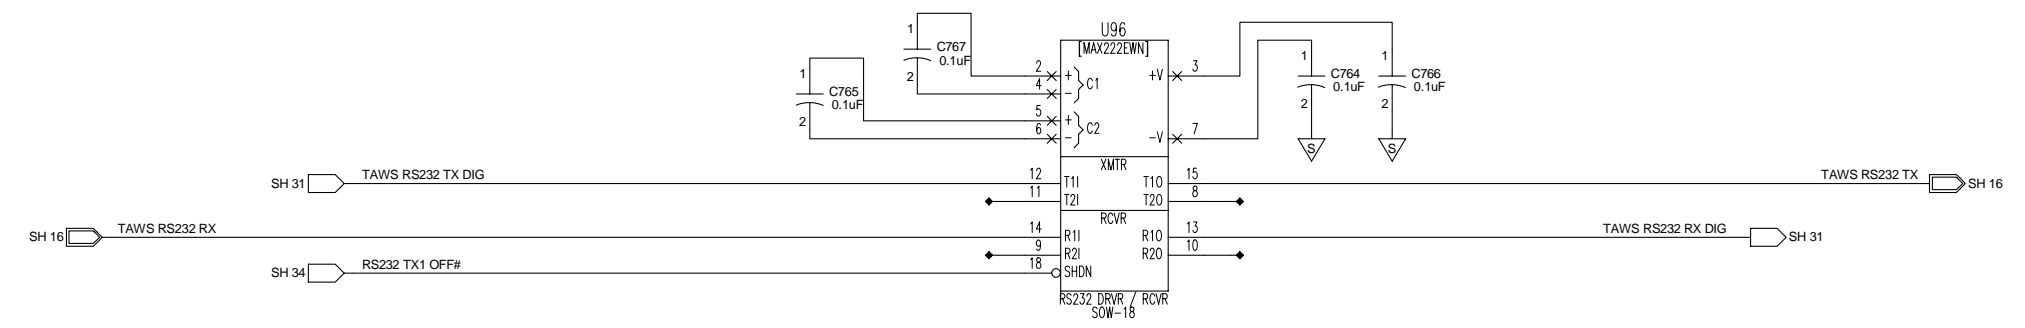 U96
[MAX222EWN]
1
C767
0.1uF
2
1
C765
0.1uF
2
2
+
4
-
C1
5
+
6
-
C2
+V
3
-V
7
1
C764
0.1uF
2
S
1
C766
0.1uF
2
S
XMTR
SH 31
TAWS RS232 TX DIG
12
T1I
T1O
15
TAWS RS232 TX
SH 16
11
T2I
T2O
8
RCVR
SH 16
TAWS RS232 RX
14
R1I
R1O
13
TAWS RS232 RX DIG
SH 31
9
R2I
R2O
10
SH 34
RS232 TX1 OFF#
18
SHDN
RS232 DRVR / RCVR
SOW-18